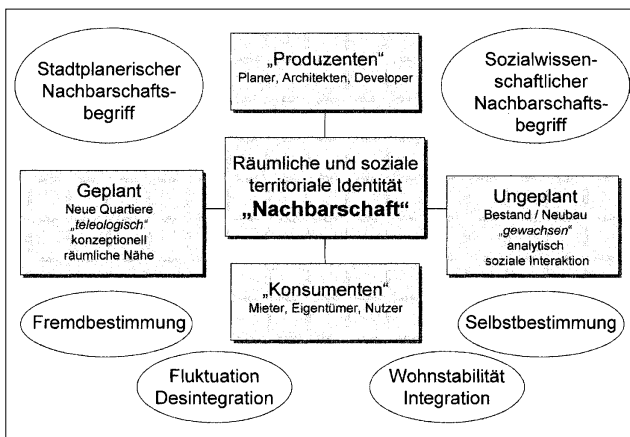 Stadtplanerischer
Nachbarschafts-
begriff
„Produzenten"
Planer, Architekten, Developer
Sozialwissen-
schaftlicher
Nachbarschafts-
begriff
Räumliche und soziale
territoriale Identität
„Nachbarschaft"
Geplant
Neue Quartiere
„teleologisch"
konzeptionell
räumliche Nähe
Ungeplant
Bestand / Neubau
„gewachsen"
analytisch
soziale Interaktion
„Konsumenten"
Mieter, Eigentümer, Nutzer
Fremdbestimmung
Selbstbestimmung
Fluktuation
Desintegration
Wohnstabilität
Integration